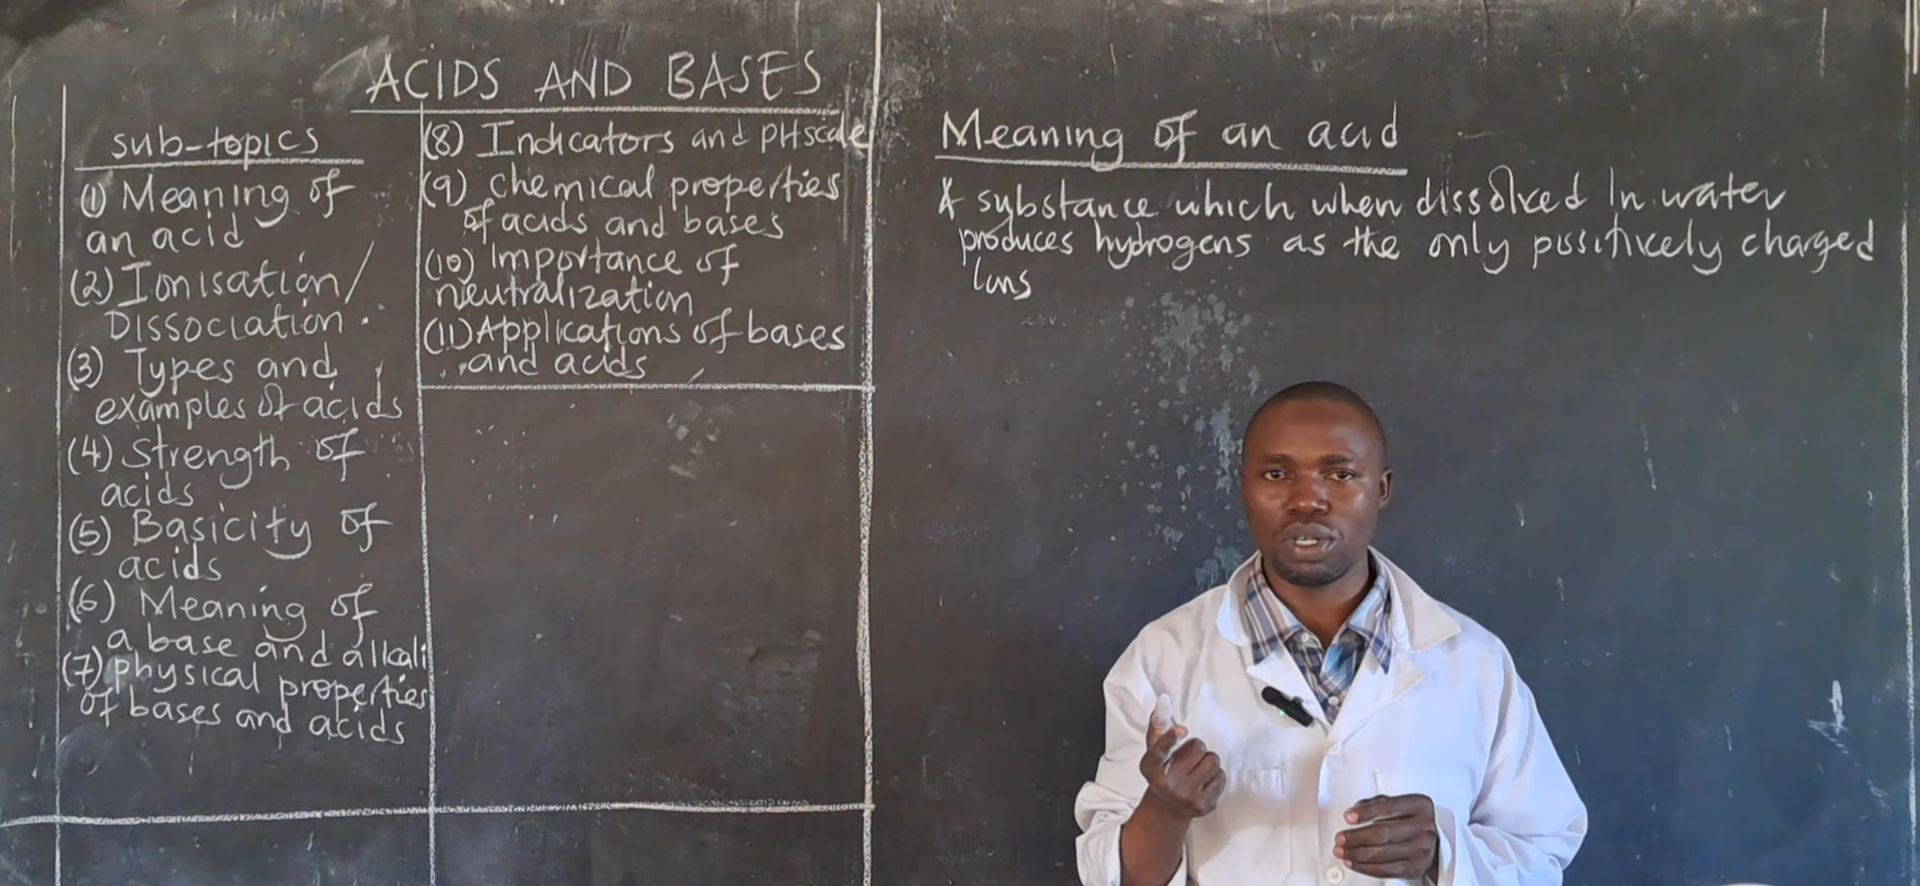 ACIDS AND BASES
sub-topics
(1) Meaning of
an acid
(2) Ionisation/
Dissociation.
(3) Types and
examples of acids
(4) Strength of
acids
(5) Basicity of
acids
(6) Meaning of
a base and alkali
(7) physical properties
of bases and acids
(8) Indicators and pHscale
(9) chemical properties
of acids and bases
(10) Importance of
neutralization
(11) Applications of bases
and acids
Meaning of an acid
A substance which when dissolved in water
produces hydrogens as the only positively charged
ions